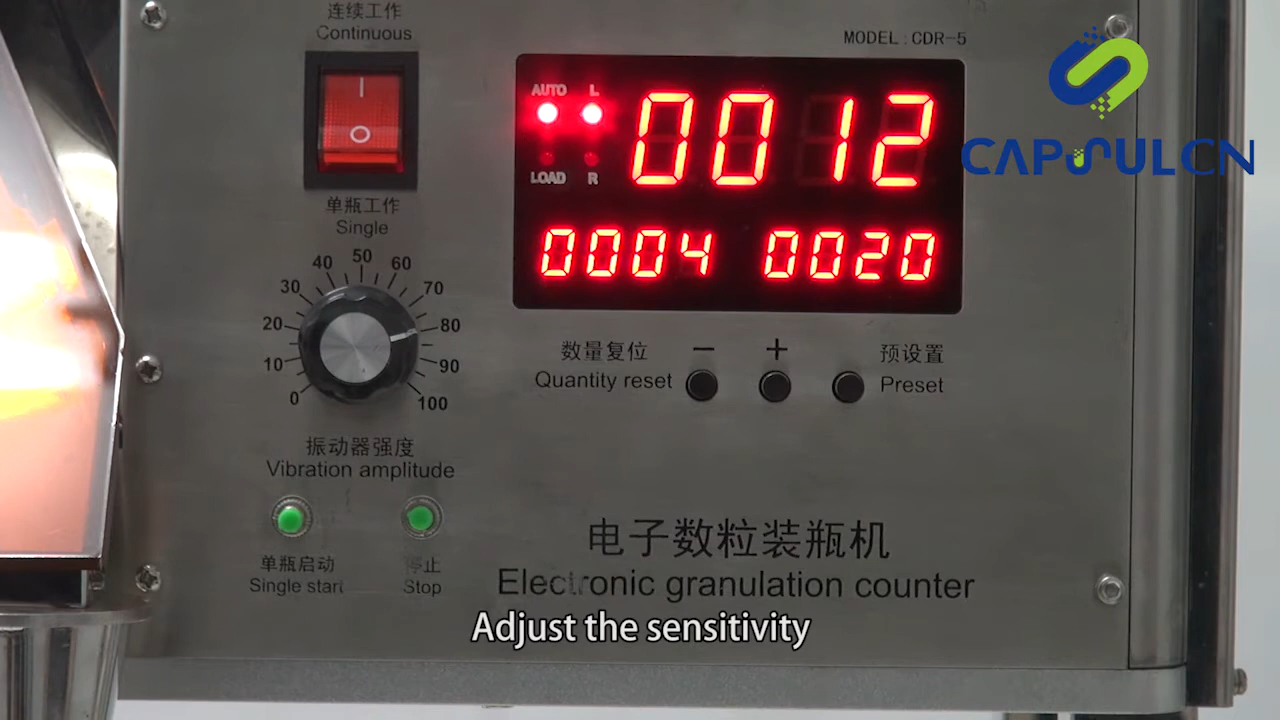 连续工作
Continuous
MODEL:CDR-5
CAPSULCN
AUTO L
0012
LOAD R
0004 0020
单瓶工作
Single
0 10 20 30 40 50 60 70 80 90 100
振动器强度
Vibration amplitude
数量复位 − + 预设置
Quantity reset Preset
单瓶启动 停止
Single start Stop
电子数粒装瓶机
Electronic granulation counter
Adjust the sensitivity